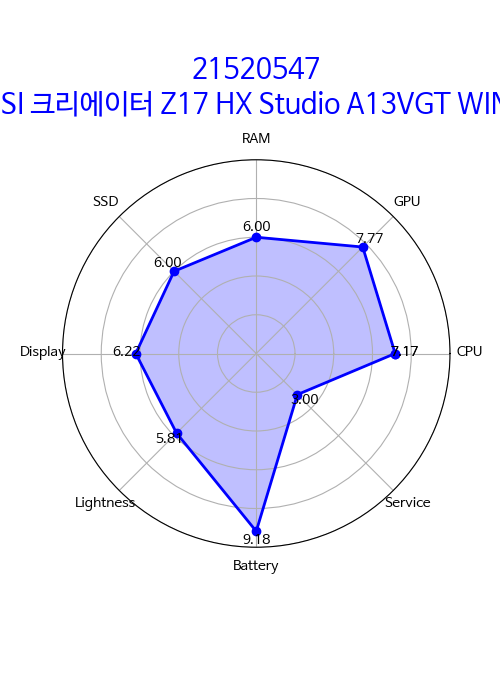 21520547
SI 크리에이터 Z17 HX Studio A13VGT WIN
RAM
SSD
GPU
6.00
7.77
6.00
Display
6.22
7.17
CPU
3.00
5.81
Lightness
Service
9.18
Battery